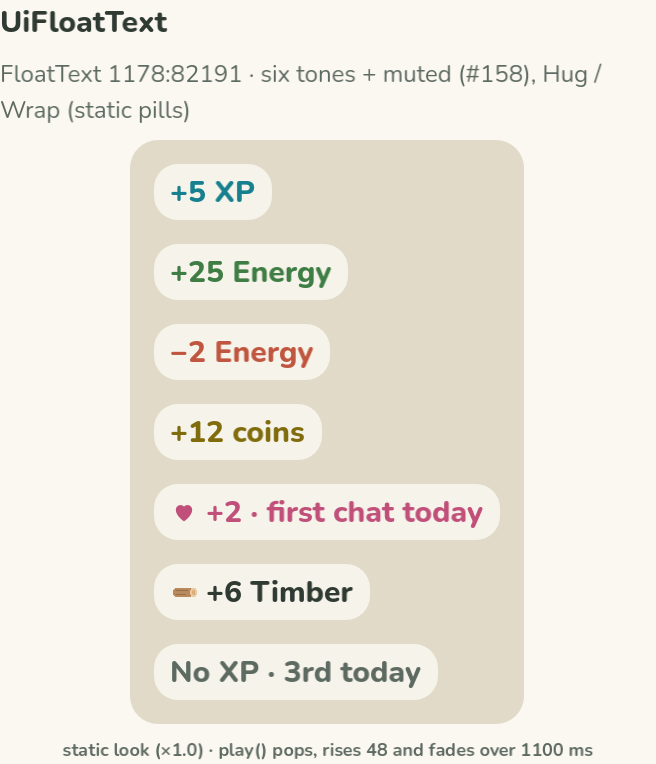 UiFloatText
FloatText 1178:82191 · six tones + muted (#158), Hug /
Wrap (static pills)
+5 XP
+25 Energy
−2 Energy
+12 coins
+2 · first chat today
+6 Timber
No XP · 3rd today
static look (×1.0) · play() pops, rises 48 and fades over 1100 ms